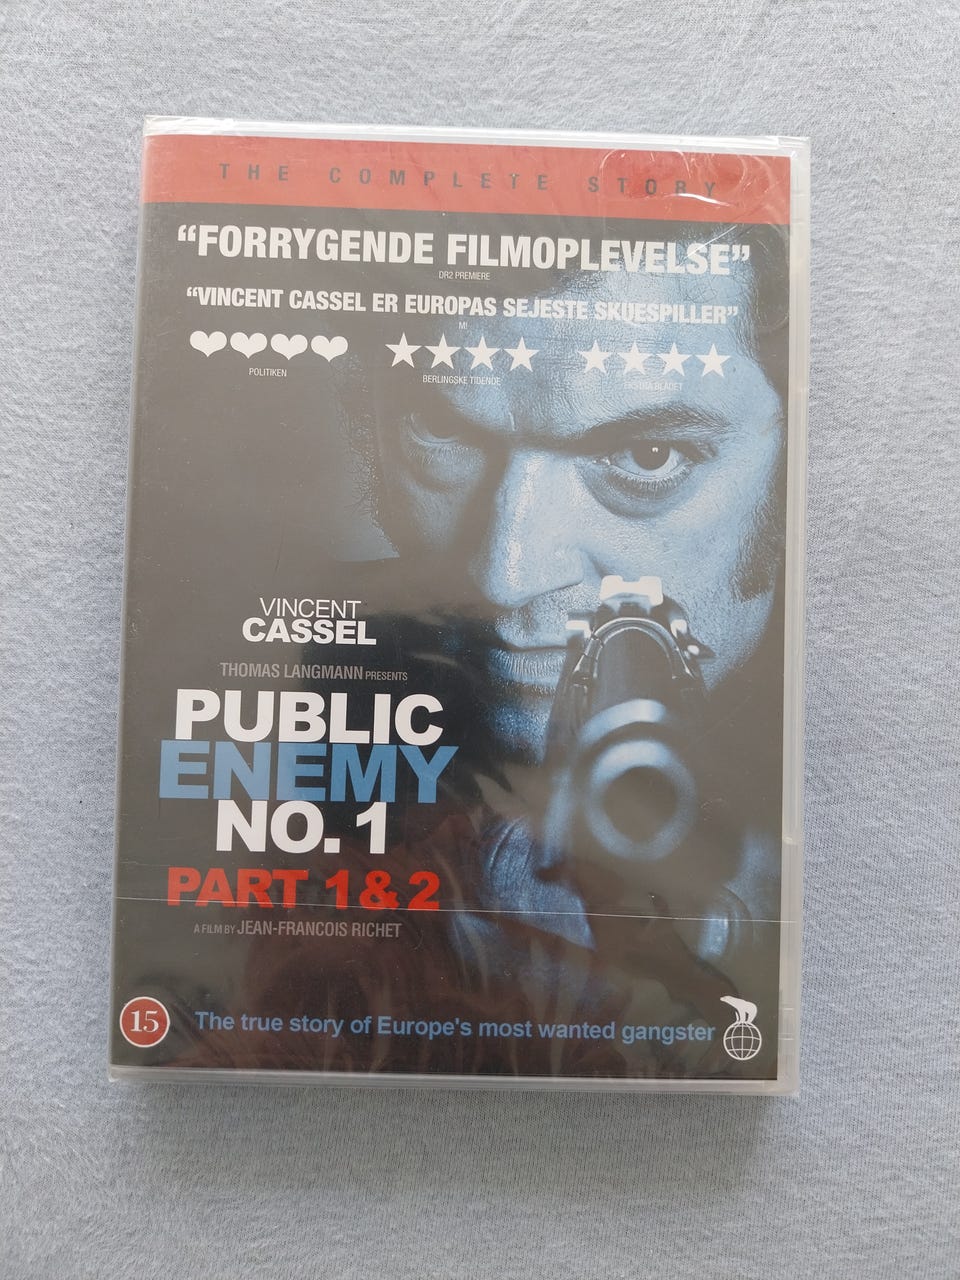 THE COMPLETE STORY
“FORRYGENDE FILMOPLEVELSE”
DR2 PREMIERE
“VINCENT CASSEL ER EUROPAS SEJESTE SKUESPILLER”
M!
POLITIKEN
BERLINGSKE TIDENDE
EKSTRA BLADET
VINCENT
CASSEL
THOMAS LANGMANN PRESENTS
PUBLIC
ENEMY
NO. 1
PART 1 & 2
A FILM BY JEAN-FRANCOIS RICHET
15
The true story of Europe's most wanted gangster